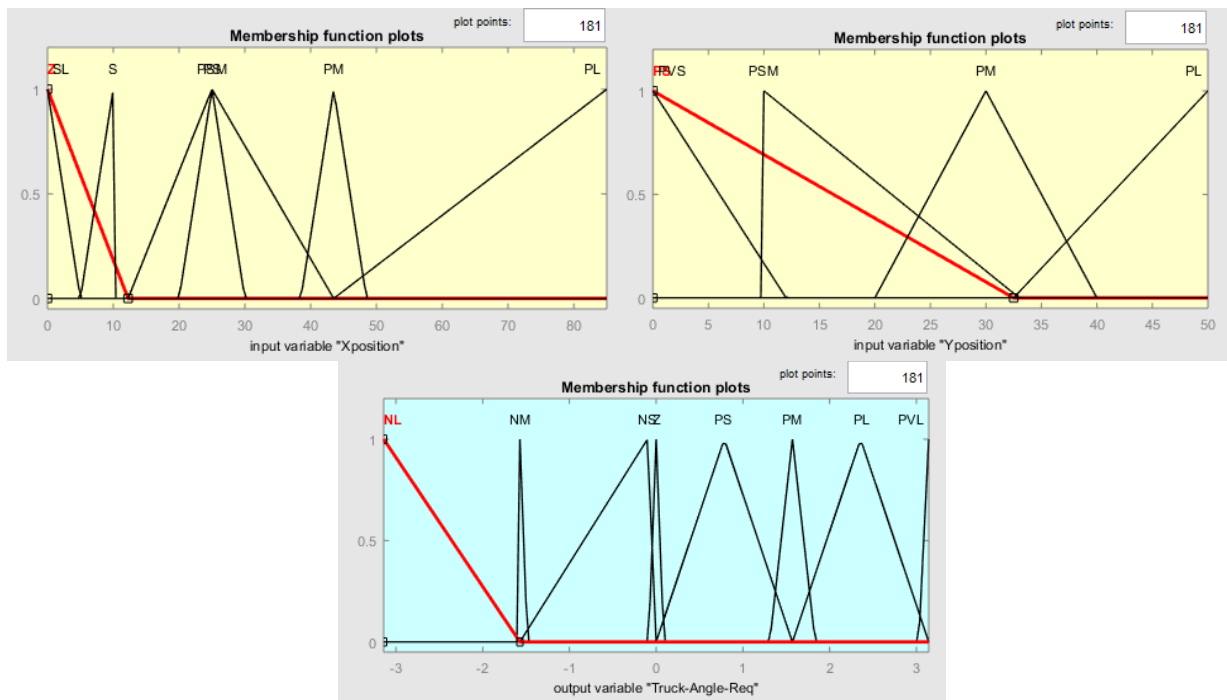 plot points: 181
Membership function plots
Z SL S PSM PM PL
1
0.5
0
0 10 20 30 40 50 60 70 80
input variable "Xposition"
plot points: 181
Membership function plots
PS PVS PSM PM PL
1
0.5
0
0 5 10 15 20 25 30 35 40 45 50
input variable "Yposition"
plot points: 181
Membership function plots
NL NM NS Z PS PM PL PVL
1
0.5
0
-3 -2 -1 0 1 2 3
output variable "Truck-Angle-Req"